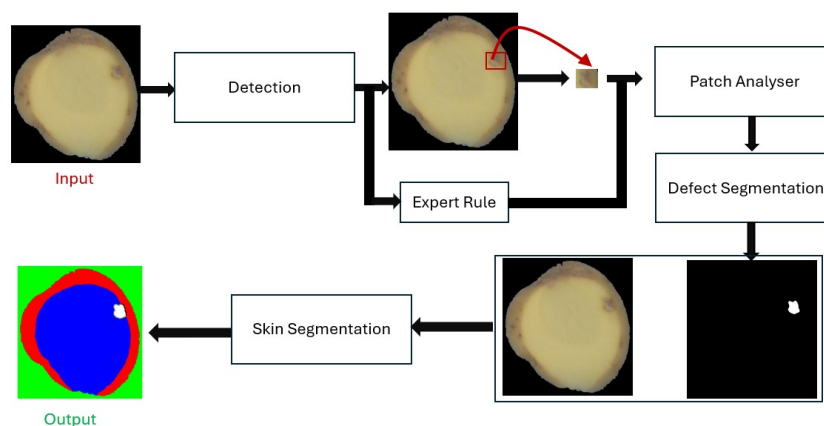 Input
Detection
Expert Rule
Patch Analyser
Defect Segmentation
Skin Segmentation
Output